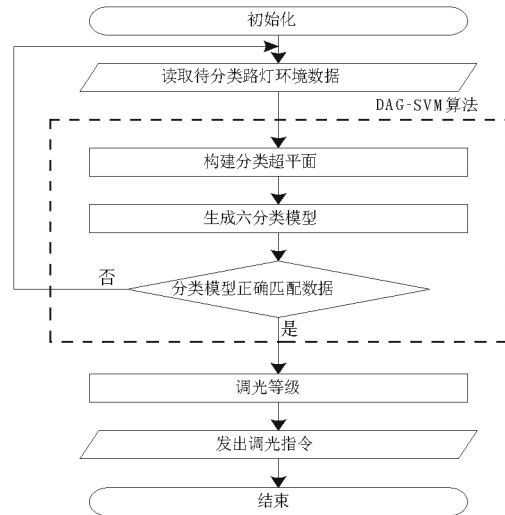 初始化
读取待分类路灯环境数据
DAG-SVM算法
构建分类超平面
生成六分类模型
否
分类模型正确匹配数据
是
调光等级
发出调光指令
结束